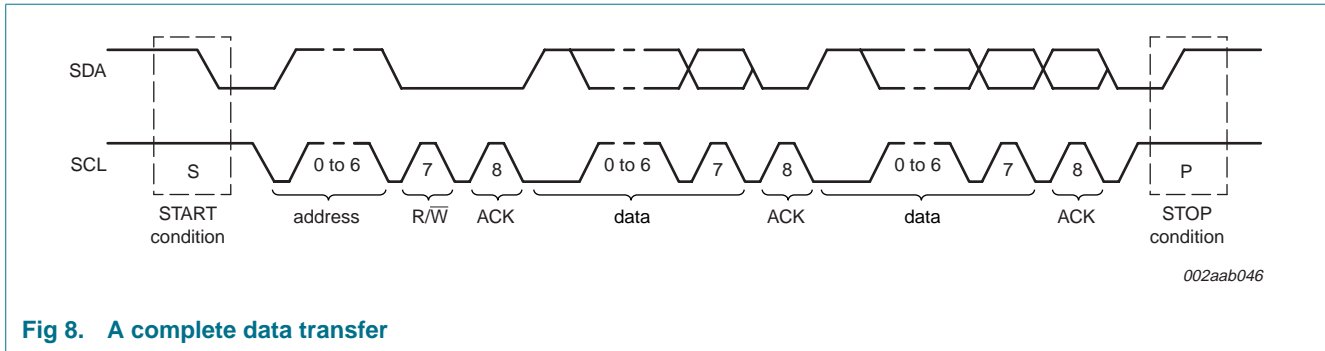 SDA
SCL
S
0 to 6
7
8
0 to 6
7
8
0 to 6
7
8
P
START
condition
address
R/W̅
ACK
data
ACK
data
ACK
STOP
condition
002aab046
Fig 8. A complete data transfer